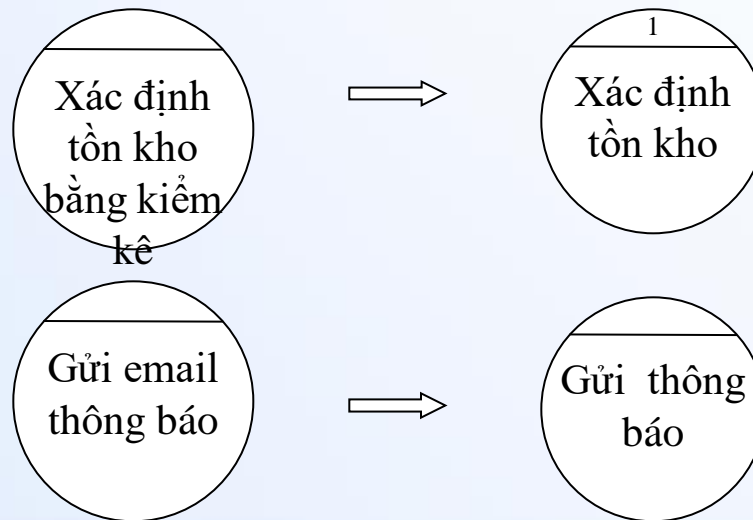 Xác định
tồn kho
bằng kiểm
kê
1
Xác định
tồn kho
Gửi email
thông báo
Gửi thông
báo